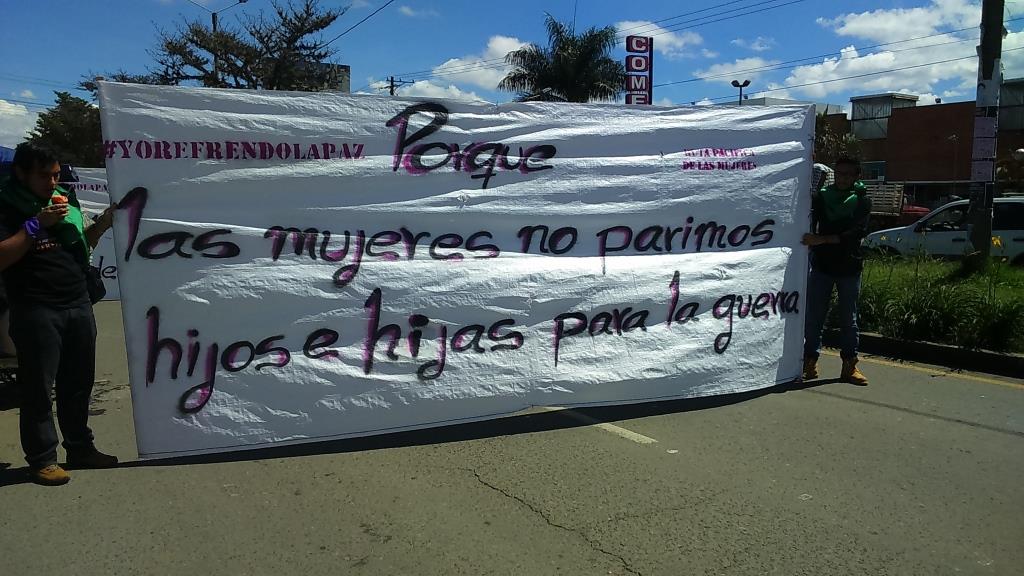 COME
#YOREFRENDOLAPAZ
Porque
RUTA PACIFICA
DE LAS MUJERES
las mujeres no parimos
hijos e hijas para la guerra